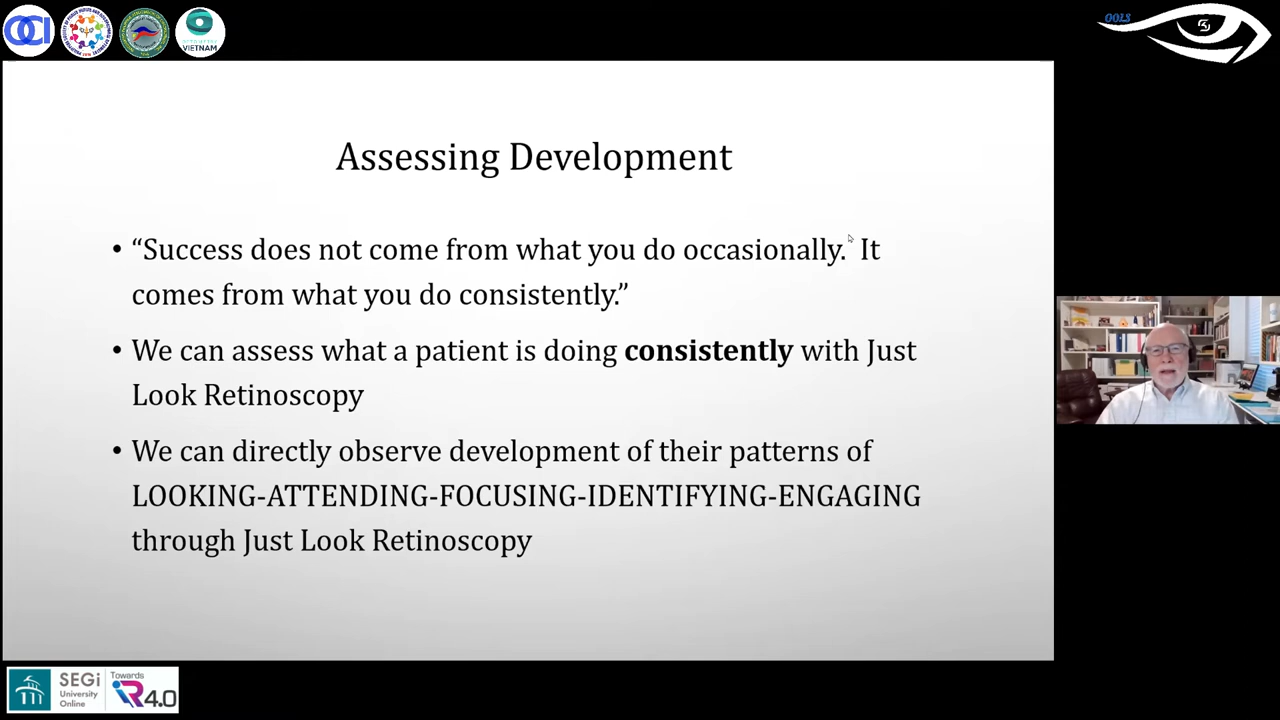 OCI
VIETNAM
OOLS
Assessing Development
• “Success does not come from what you do occasionally. It
comes from what you do consistently.”
• We can assess what a patient is doing consistently with Just
Look Retinoscopy
• We can directly observe development of their patterns of
LOOKING-ATTENDING-FOCUSING-IDENTIFYING-ENGAGING
through Just Look Retinoscopy
SEGi
University
Online
Towards
iR4.0